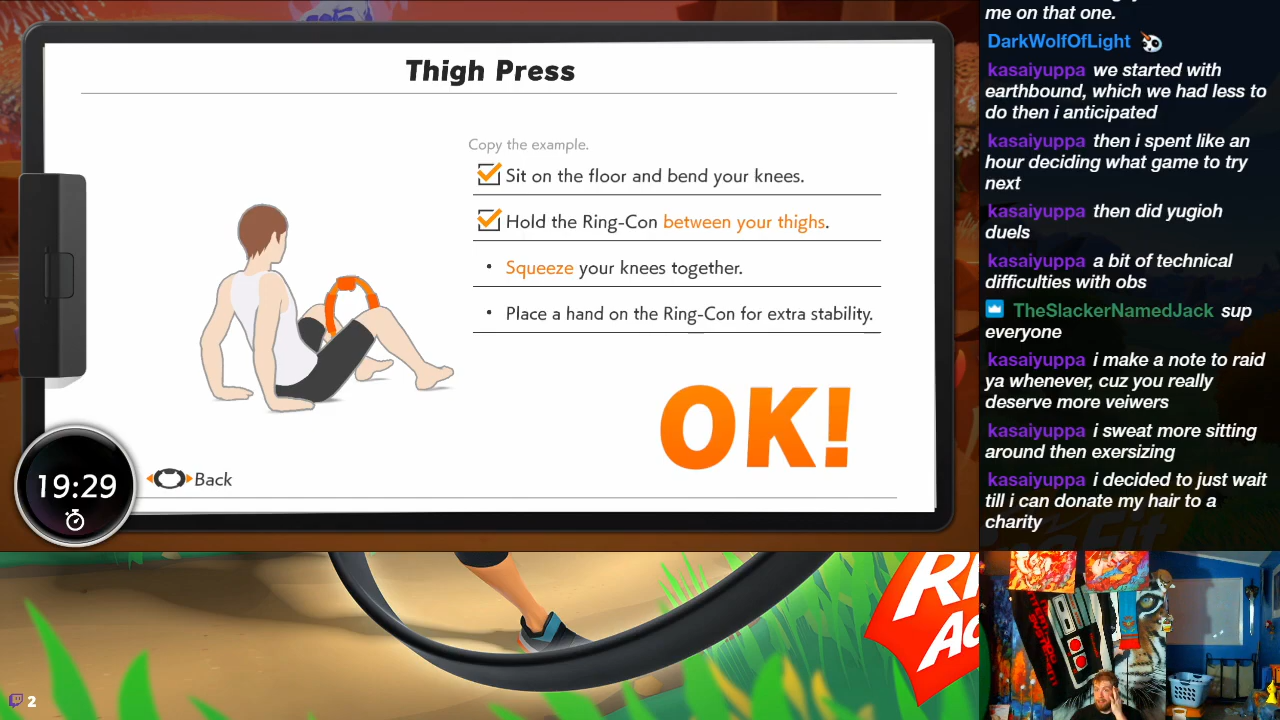 Thigh Press
Copy the example.
Sit on the floor and bend your knees.
Hold the Ring-Con between your thighs.
• Squeeze your knees together.
• Place a hand on the Ring-Con for extra stability.
OK!
19:29
Back
2
me on that one.
DarkWolfOfLight
kasaiyuppa we started with
earthbound, which we had less to
do then i anticipated
kasaiyuppa then i spent like an
hour deciding what game to try
next
kasaiyuppa then did yugioh
duels
kasaiyuppa a bit of technical
difficulties with obs
TheSlackerNamedJack sup
everyone
kasaiyuppa i make a note to raid
ya whenever, cuz you really
deserve more veiwers
kasaiyuppa i sweat more sitting
around then exersizing
kasaiyuppa i decided to just wait
till i can donate my hair to a
charity
Fit